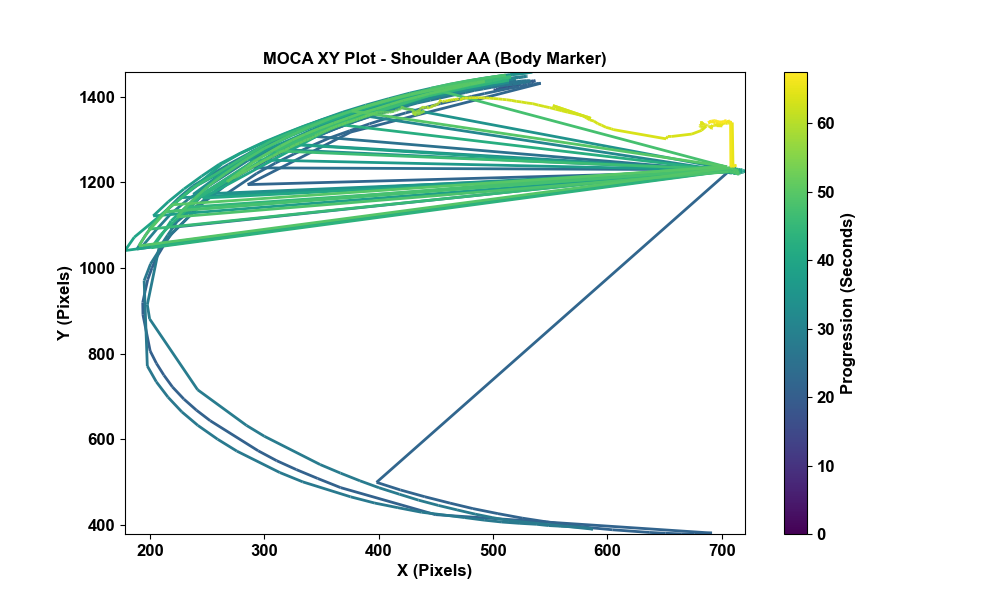 MOCA XY Plot - Shoulder AA (Body Marker)
1400
1200
1000
800
600
400
200 300 400 500 600 700
X (Pixels)
Y (Pixels)
60
50
40
30
20
10
0
Progression (Seconds)